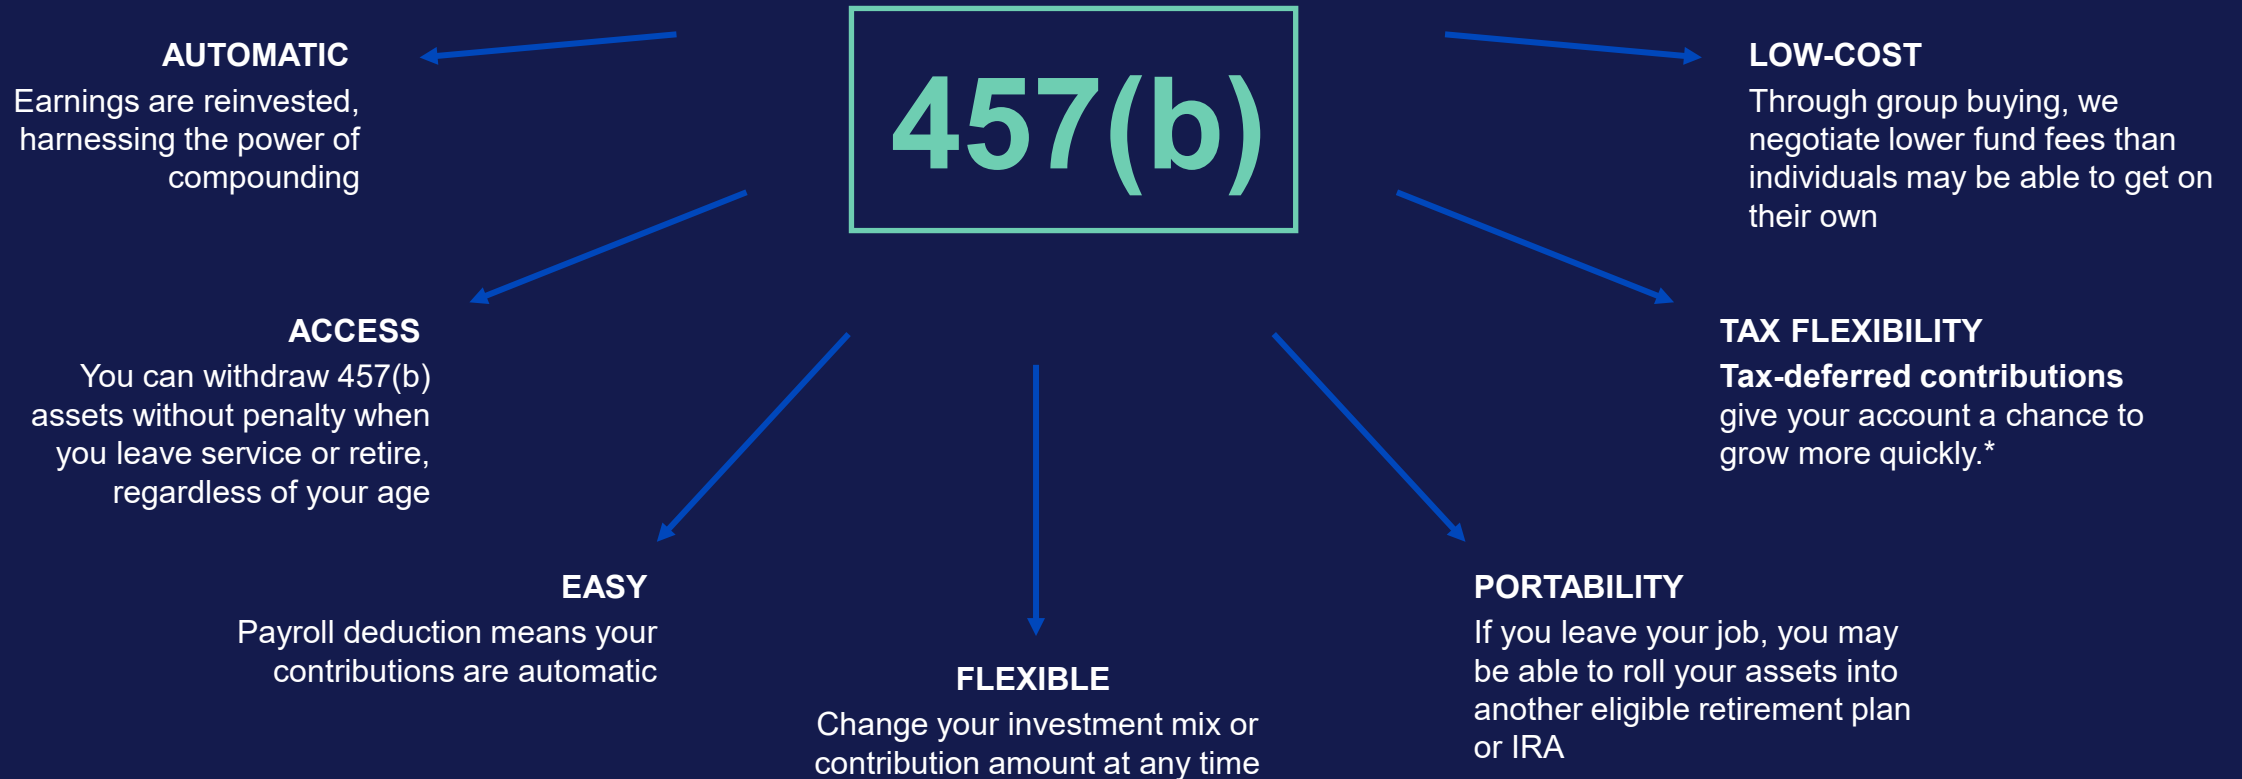 457(b)
AUTOMATIC
Earnings are reinvested,
harnessing the power of
compounding
ACCESS
You can withdraw 457(b)
assets without penalty when
you leave service or retire,
regardless of your age
EASY
Payroll deduction means your
contributions are automatic
FLEXIBLE
Change your investment mix or
contribution amount at any time
PORTABILITY
If you leave your job, you may
be able to roll your assets into
another eligible retirement plan
or IRA
TAX FLEXIBILITY
Tax-deferred contributions
give your account a chance to
grow more quickly.*
LOW-COST
Through group buying, we
negotiate lower fund fees than
individuals may be able to get on
their own